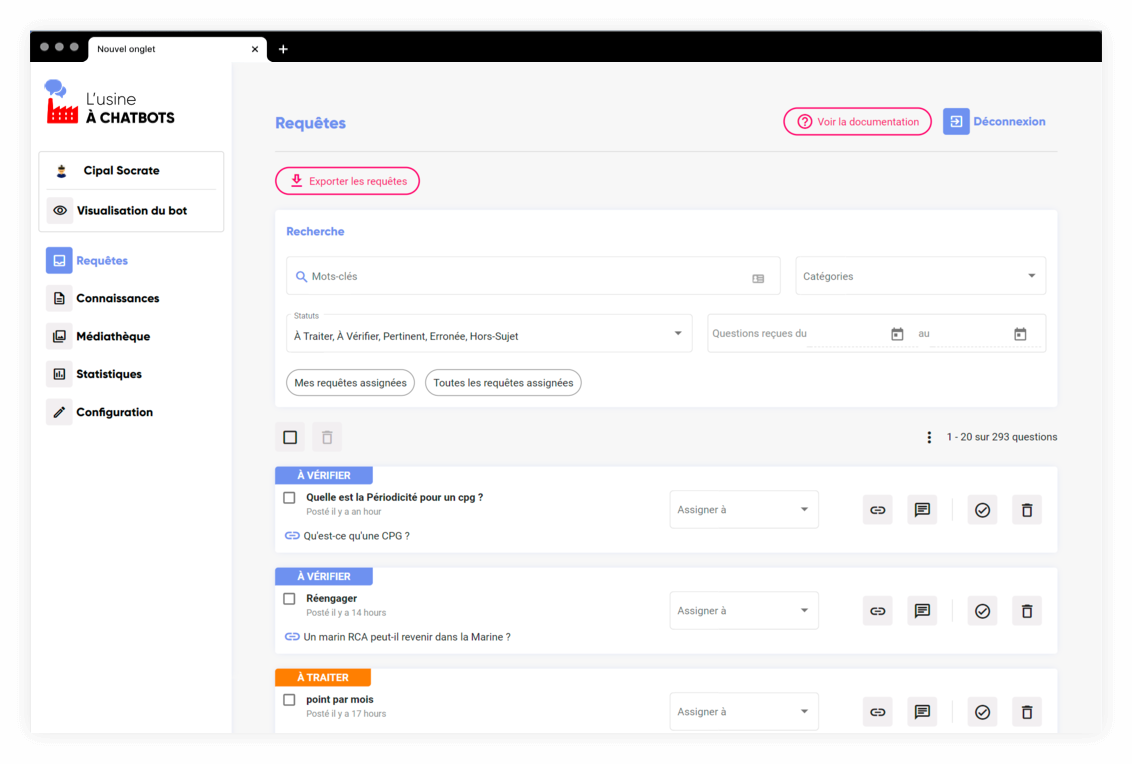 Nouvel onglet
L'usine
À CHATBOTS
Cipal Socrate
Visualisation du bot
Requêtes
Connaissances
Médiathèque
Statistiques
Configuration
Requêtes
Voir la documentation
Déconnexion
Exporter les requêtes
Recherche
Mots-clés
Catégories
Statuts
À Traiter, À Vérifier, Pertinent, Erronée, Hors-Sujet
Questions reçues du
au
Mes requêtes assignées
Toutes les requêtes assignées
1 - 20 sur 293 questions
À VÉRIFIER
Quelle est la Périodicité pour un cpg ?
Posté il y a an hour
Assigner à
Qu'est-ce qu'une CPG ?
À VÉRIFIER
Réengager
Posté il y a 14 hours
Assigner à
Un marin RCA peut-il revenir dans la Marine ?
À TRAITER
point par mois
Posté il y a 17 hours
Assigner à